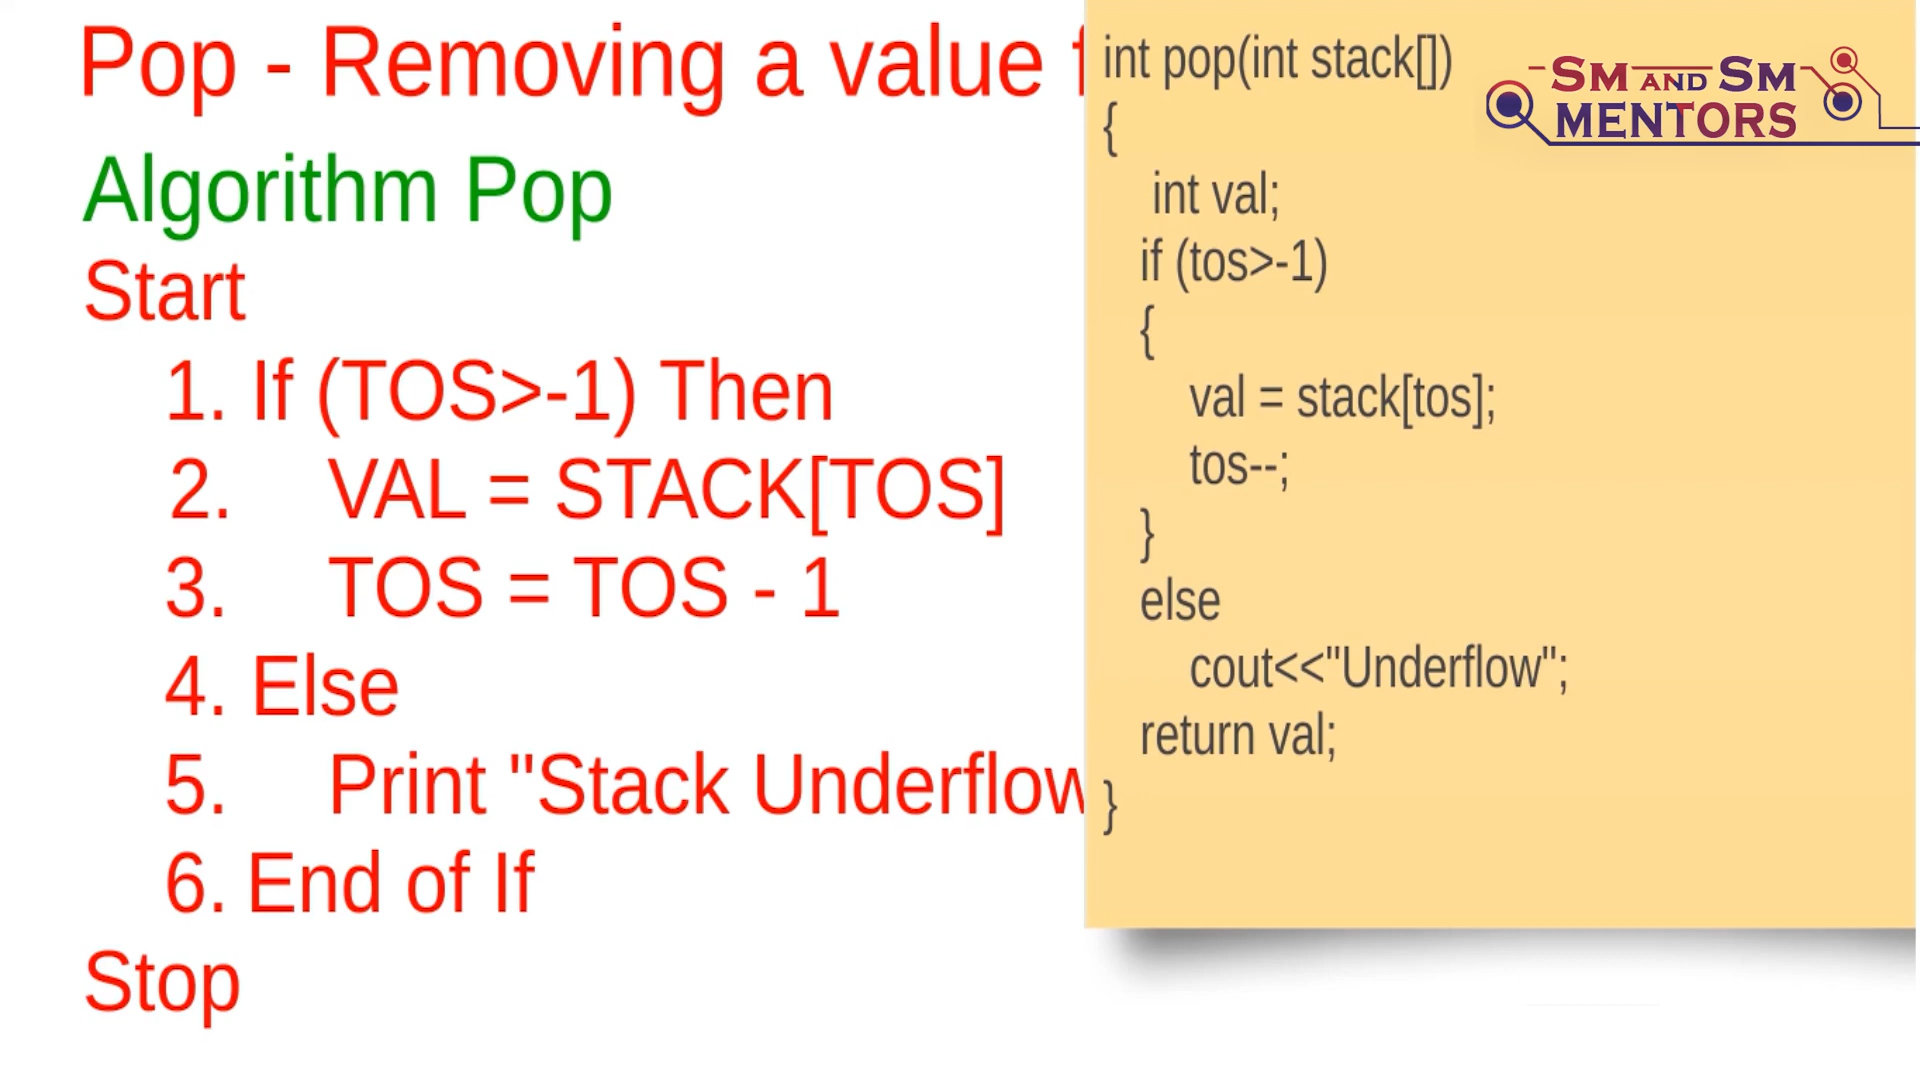 Pop - Removing a value
Algorithm Pop
Start
1. If (TOS>-1) Then
2. VAL = STACK[TOS]
3. TOS = TOS - 1
4. Else
5. Print "Stack Underflow
6. End of If
Stop
int pop(int stack[])
{
int val;
if (tos>-1)
{
val = stack[tos];
tos--;
}
else
cout<<"Underflow";
return val;
}
SM AND SM
MENTORS